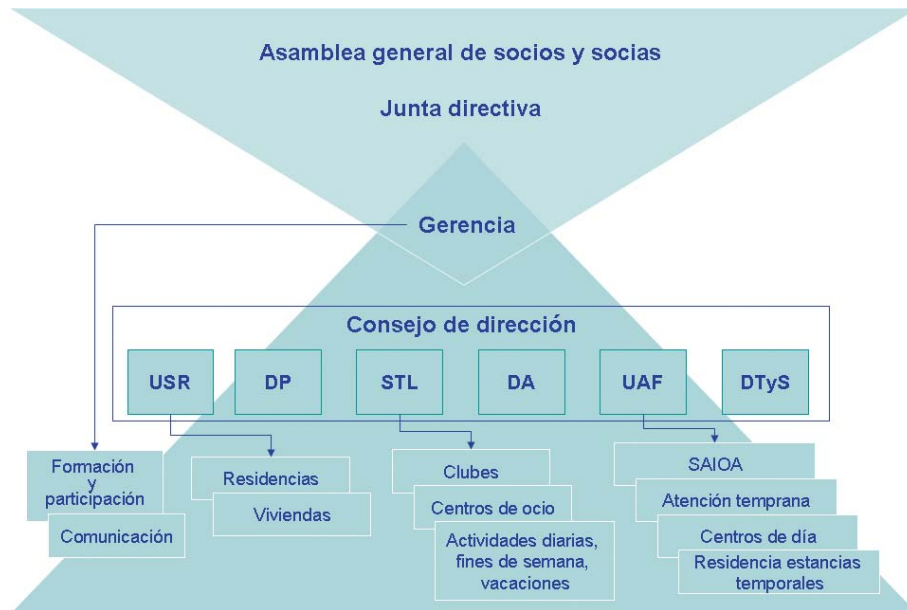 Asamblea general de socios y socias
Junta directiva
Gerencia
Consejo de dirección
USR
DP
STL
DA
UAF
DTyS
Formación
y
participación
Comunicación
Residencias
Viviendas
Clubes
Centros de ocio
Actividades diarias,
fines de semana,
vacaciones
SAIOA
Atención temprana
Centros de día
Residencia estancias
temporales